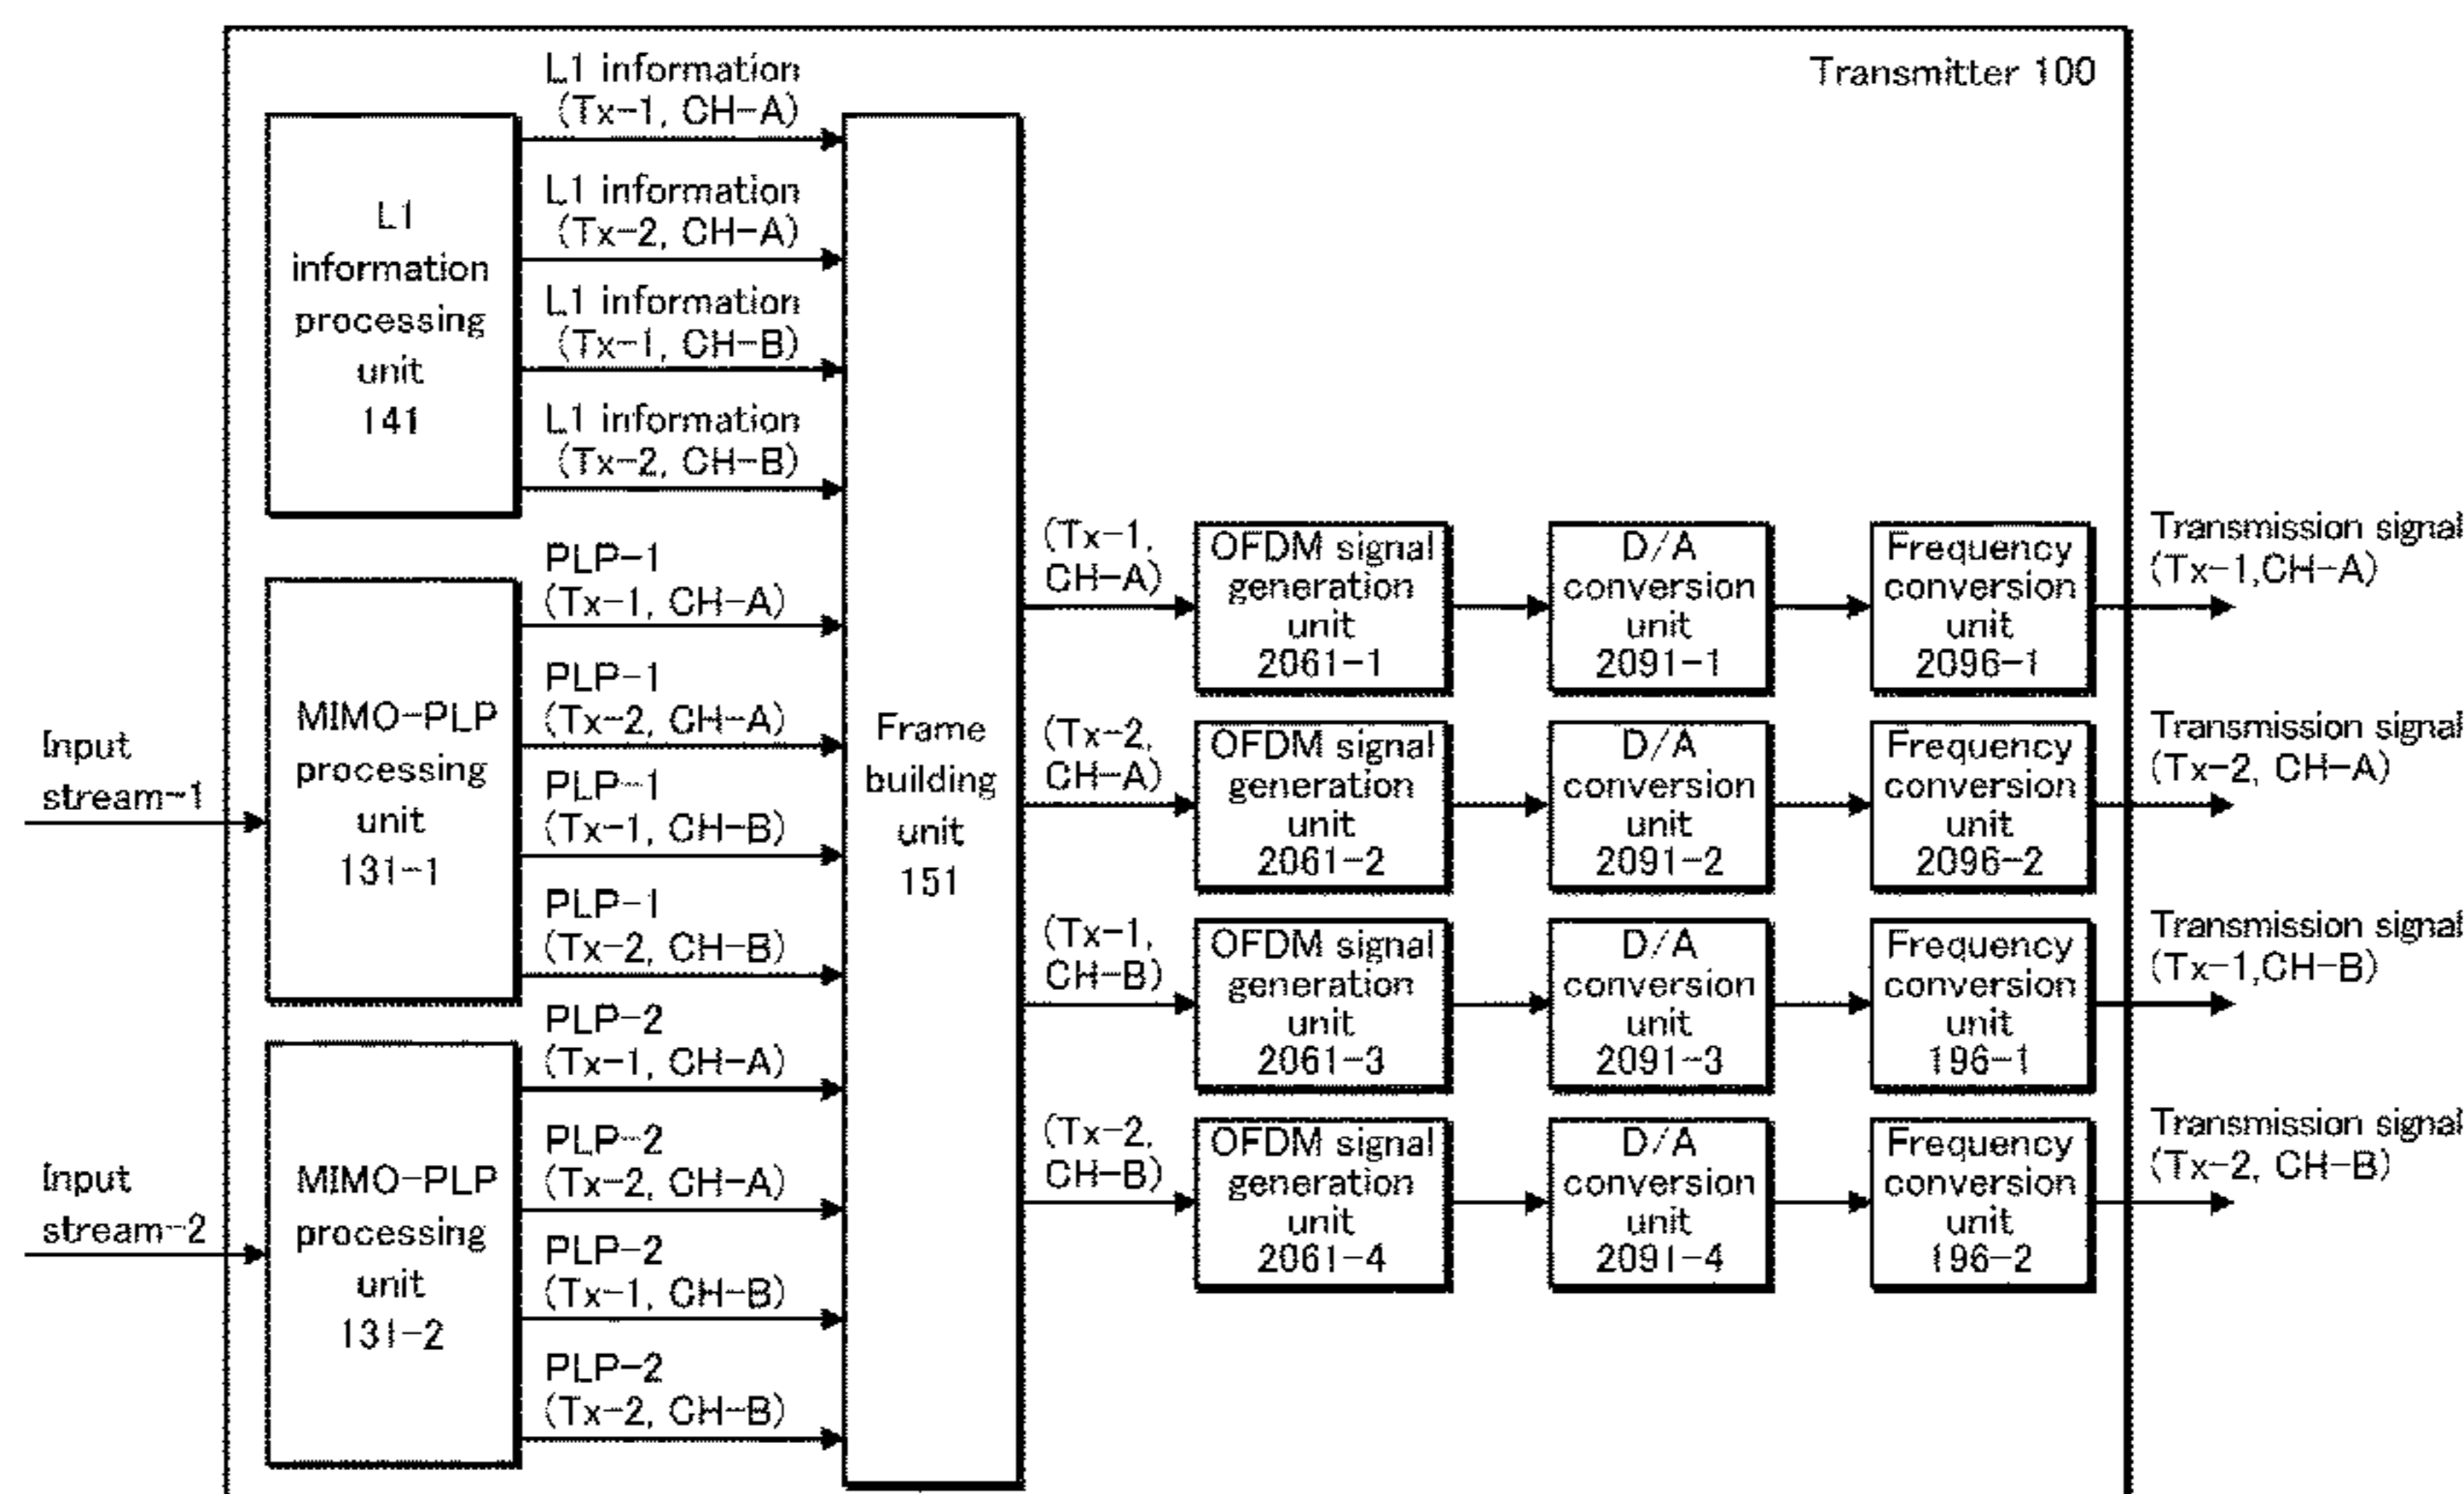 Transmitter 100
L1 information
(Tx-1, CH-A)
L1 information
(Tx-2, CH-A)
L1 information
(Tx-1, CH-B)
L1 information
(Tx-2, CH-B)
L1
information
processing
unit
141
PLP-1
(Tx-1, CH-A)
PLP-1
(Tx-2, CH-A)
PLP-1
(Tx-1, CH-B)
PLP-1
(Tx-2, CH-B)
Input
stream-1
MIMO-PLP
processing
unit
131-1
PLP-2
(Tx-1, CH-A)
PLP-2
(Tx-2, CH-A)
PLP-2
(Tx-1, CH-B)
PLP-2
(Tx-2, CH-B)
Input
stream-2
MIMO-PLP
processing
unit
131-2
Frame
building
unit
151
(Tx-1,
CH-A)
OFDM signal
generation
unit
2061-1
D/A
conversion
unit
2091-1
Frequency
conversion
unit
2096-1
Transmission signal
(Tx-1,CH-A)
(Tx-2,
CH-A)
OFDM signal
generation
unit
2061-2
D/A
conversion
unit
2091-2
Frequency
conversion
unit
2096-2
Transmission signal
(Tx-2, CH-A)
(Tx-1,
CH-B)
OFDM signal
generation
unit
2061-3
D/A
conversion
unit
2091-3
Frequency
conversion
unit
196-1
Transmission signal
(Tx-1,CH-B)
(Tx-2,
CH-B)
OFDM signal
generation
unit
2061-4
D/A
conversion
unit
2091-4
Frequency
conversion
unit
196-2
Transmission signal
(Tx-2, CH-B)